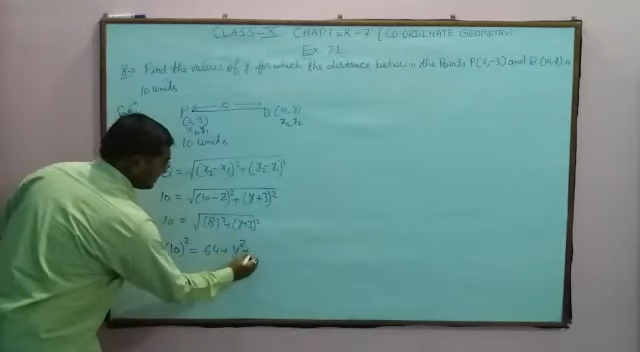 CLASS-X CHAPTER-7 [CO-ORDINATE GEOMETRY]
Ex 7.1
8⇒ Find the values of y for which the distance between the Points P(2,-3) and Q(10,y) is
10 units
P 10 Q (10, y)
(2,-3) x₂, y₂
x₁, y₁
10 units
= √(x₂-x₁)²+(y₂-y₁)²
10 = √(10-2)²+(y+3)²
10 = √(8)²+(y+3)²
(10)² = 64+ y²+